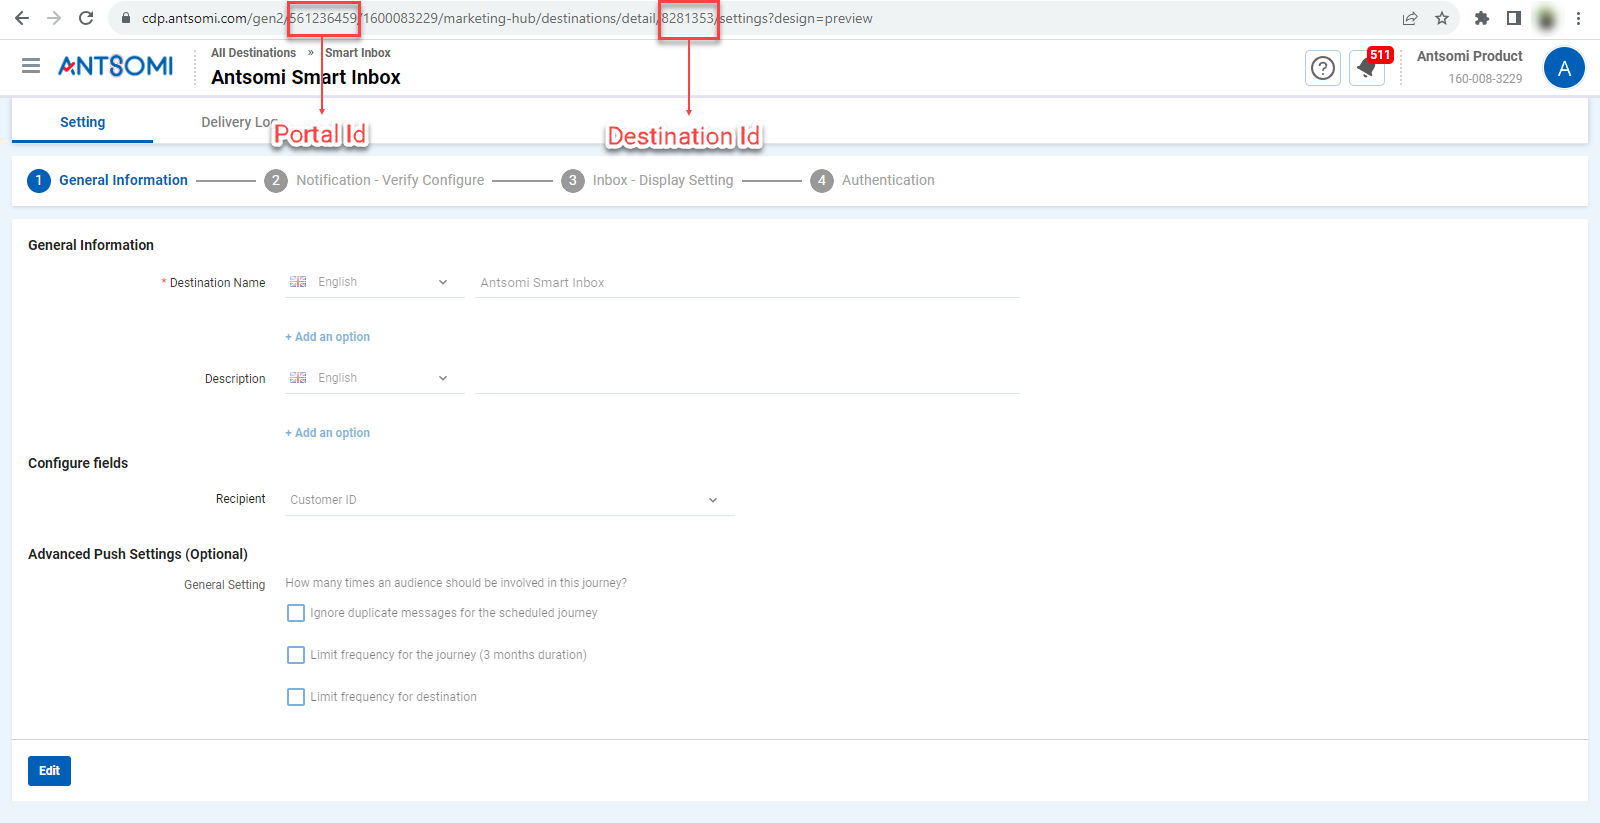 cdp.antsomi.com/gen2/561236459/1600083229/marketing-hub/destinations/detail/8281353/settings?design=preview
ANTSOMI
All Destinations » Smart Inbox
Antsomi Smart Inbox
511
Antsomi Product
160-008-3229
A
Setting
Delivery Log
Portal Id
Destination Id
1 General Information
2 Notification - Verify Configure
3 Inbox - Display Setting
4 Authentication
General Information
* Destination Name
English
Antsomi Smart Inbox
+ Add an option
Description
English
+ Add an option
Configure fields
Recipient
Customer ID
Advanced Push Settings (Optional)
General Setting
How many times an audience should be involved in this journey?
Ignore duplicate messages for the scheduled journey
Limit frequency for the journey (3 months duration)
Limit frequency for destination
Edit